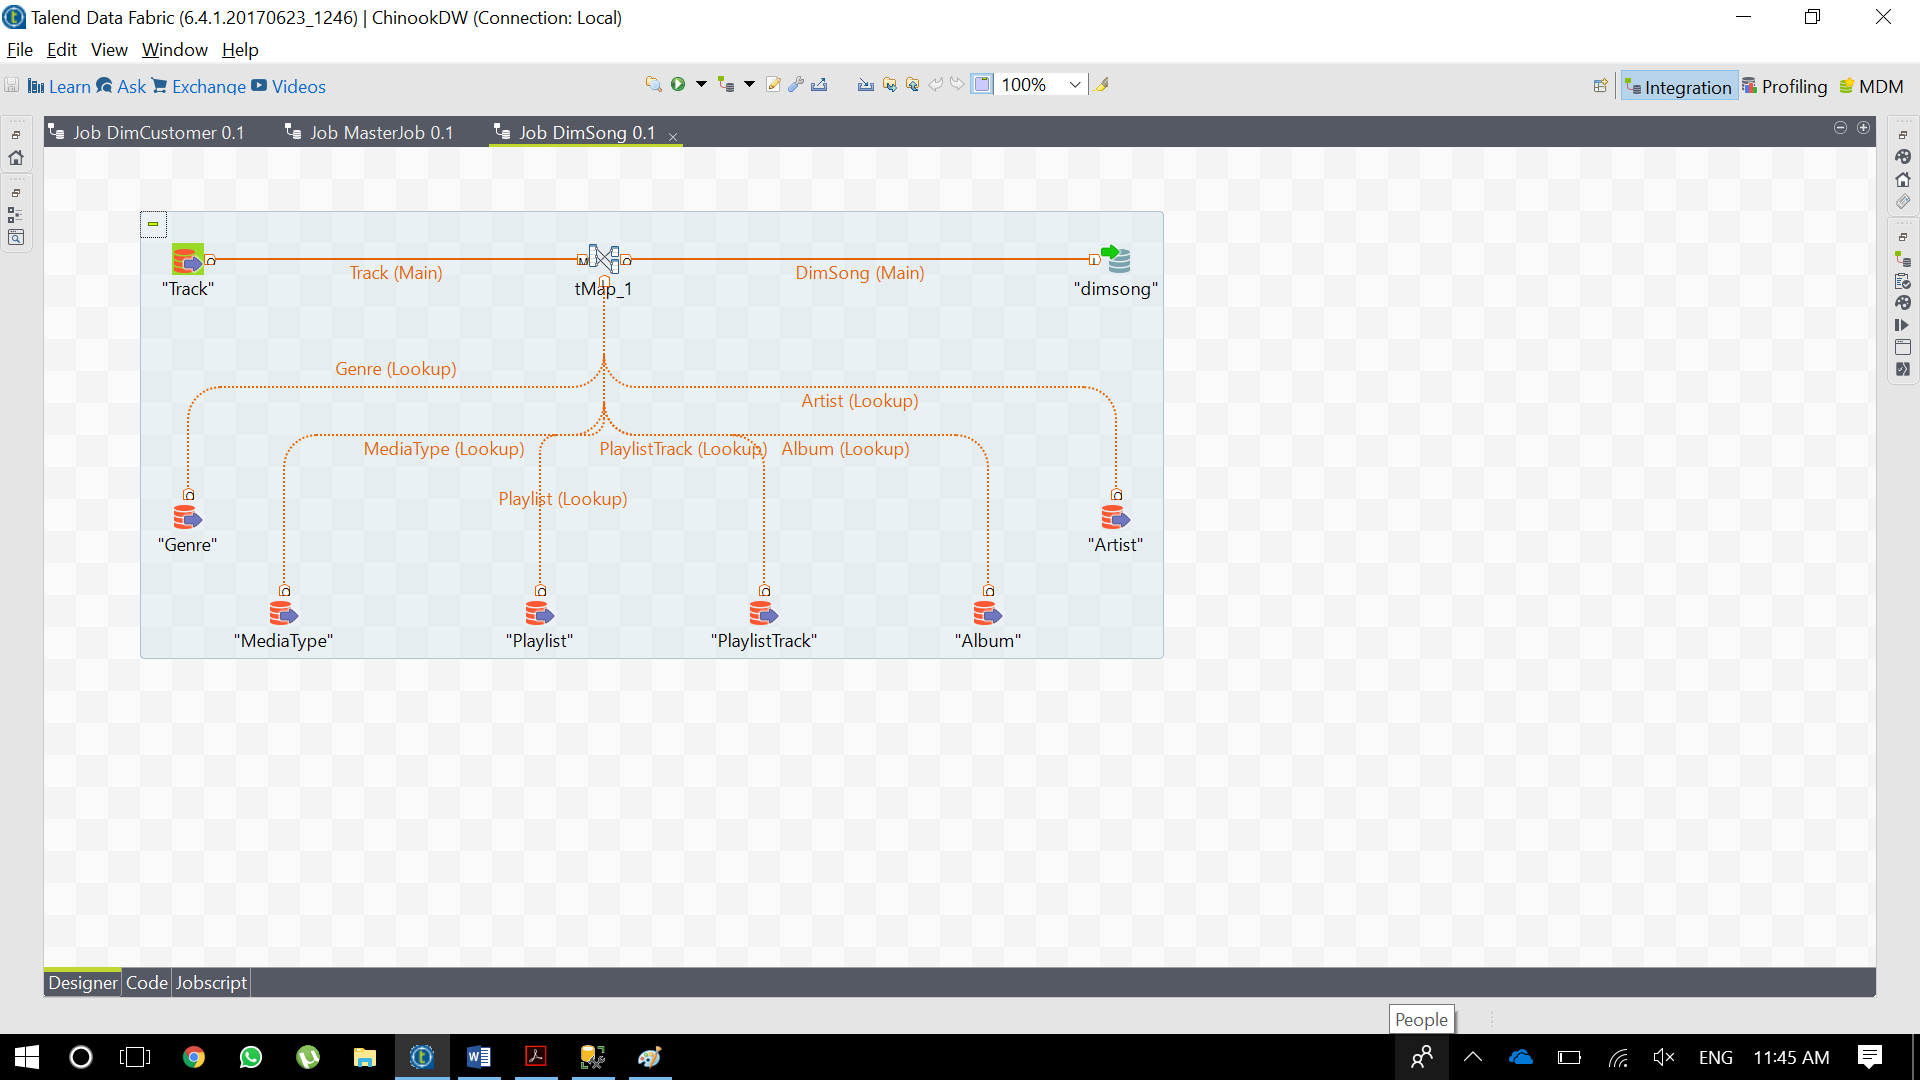 Talend Data Fabric (6.4.1.20170623_1246) | ChinookDW (Connection: Local)
File Edit View Window Help
Learn Ask Exchange Videos 100% Integration Profiling MDM
Job DimCustomer 0.1 Job MasterJob 0.1 Job DimSong 0.1
Track (Main) DimSong (Main)
"Track" tMap_1 "dimsong"
Genre (Lookup)
Artist (Lookup)
MediaType (Lookup) PlaylistTrack (Lookup) Album (Lookup)
Playlist (Lookup)
"Genre" "Artist"
"MediaType" "Playlist" "PlaylistTrack" "Album"
Designer Code Jobscript
People
ENG 11:45 AM